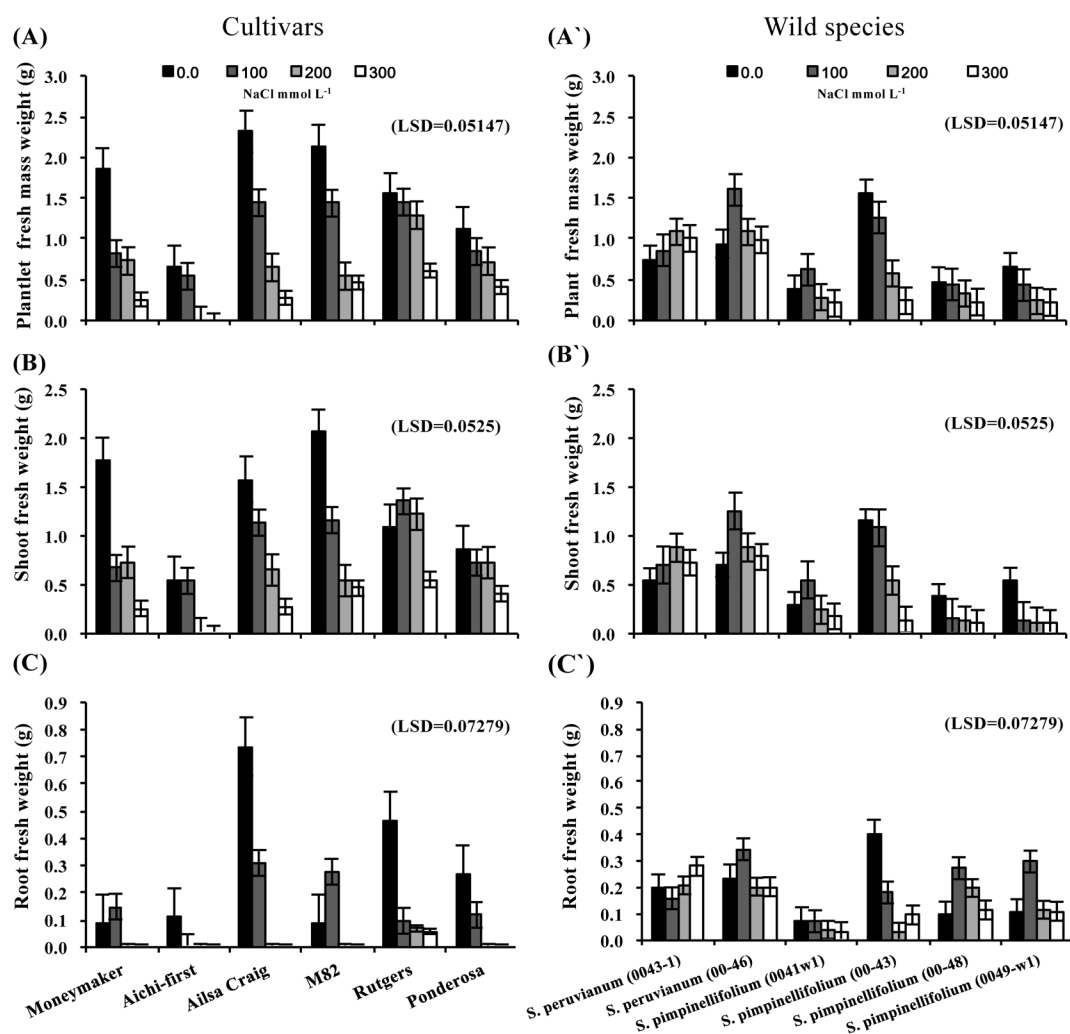 Cultivars
Wild species
(A)
(A`)
0.0 100 200 300
NaCl mmol L-1
0.0 100 200 300
NaCl mmol L-1
Plantlet fresh mass weight (g)
3.0
2.5
2.0
1.5
1.0
0.5
0.0
(LSD=0.05147)
Plant fresh mass weight (g)
3.0
2.5
2.0
1.5
1.0
0.5
0.0
(LSD=0.05147)
(B)
(B`)
Shoot fresh weight (g)
2.5
2.0
1.5
1.0
0.5
0.0
(LSD=0.0525)
Shoot fresh weight (g)
2.5
2.0
1.5
1.0
0.5
0.0
(LSD=0.0525)
(C)
(C`)
Root fresh weight (g)
0.9
0.8
0.7
0.6
0.5
0.4
0.3
0.2
0.1
0.0
(LSD=0.07279)
Root fresh weight (g)
0.9
0.8
0.7
0.6
0.5
0.4
0.3
0.2
0.1
0.0
(LSD=0.07279)
Moneymaker
Aichi-first
Ailsa Craig
M82
Rutgers
Ponderosa
S. peruvianum (0043-1)
S. peruvianum (00-46)
S. pimpinellifolium (0041w1)
S. pimpinellifolium (00-43)
S. pimpinellifolium (00-48)
S. pimpinellifolium (0049-w1)